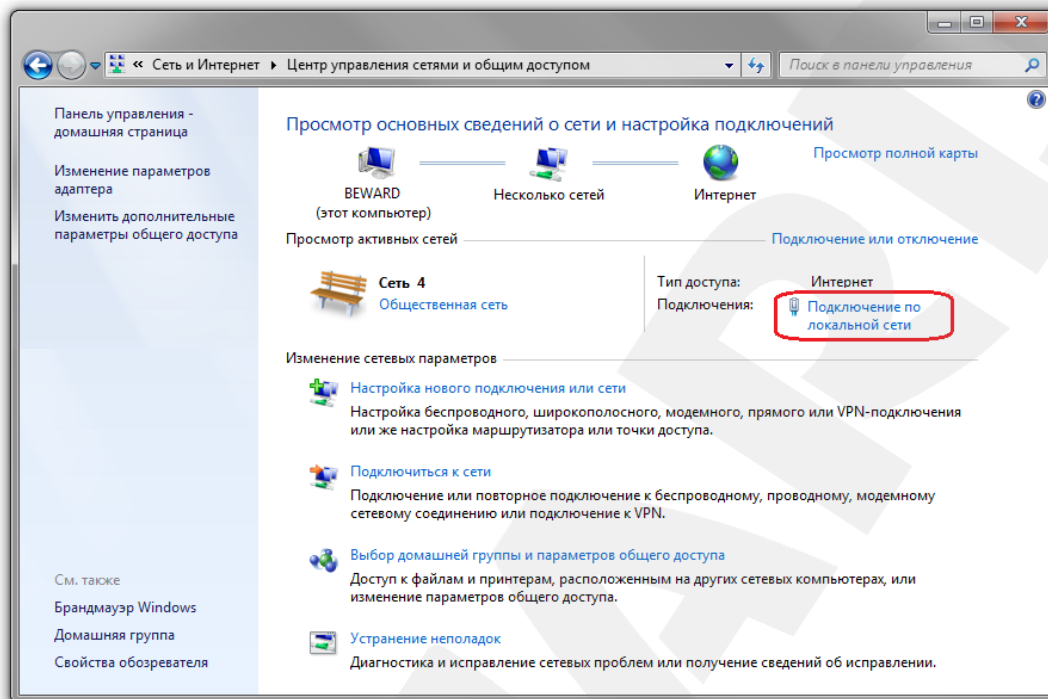 « Сеть и Интернет ▸ Центр управления сетями и общим доступом
Поиск в панели управления
Панель управления -
домашняя страница
Изменение параметров
адаптера
Изменить дополнительные
параметры общего доступа
См. также
Брандмауэр Windows
Домашняя группа
Свойства обозревателя
Просмотр основных сведений о сети и настройка подключений
Просмотр полной карты
BEWARD
(этот компьютер)
Несколько сетей
Интернет
Просмотр активных сетей
Подключение или отключение
Сеть 4
Общественная сеть
Тип доступа: Интернет
Подключения: Подключение по
локальной сети
Изменение сетевых параметров
Настройка нового подключения или сети
Настройка беспроводного, широкополосного, модемного, прямого или VPN-подключения
или же настройка маршрутизатора или точки доступа.
Подключиться к сети
Подключение или повторное подключение к беспроводному, проводному, модемному
сетевому соединению или подключение к VPN.
Выбор домашней группы и параметров общего доступа
Доступ к файлам и принтерам, расположенным на других сетевых компьютерах, или
изменение параметров общего доступа.
Устранение неполадок
Диагностика и исправление сетевых проблем или получение сведений об исправлении.